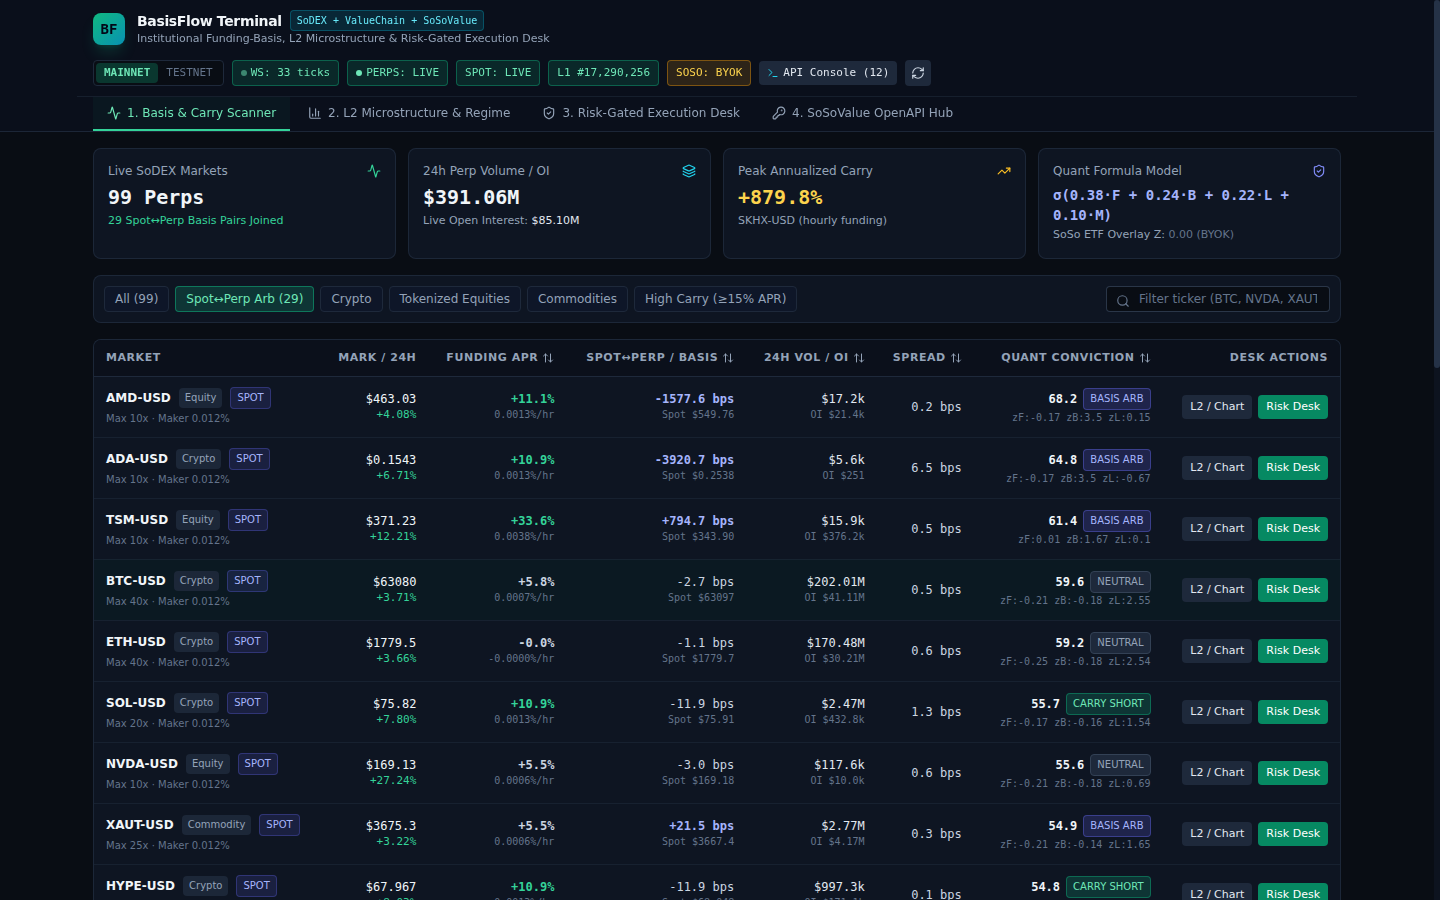 BF
BasisFlow Terminal
SoDEX + ValueChain + SoSoValue
Institutional Funding-Basis, L2 Microstructure & Risk-Gated Execution Desk
MAINNET TESTNET WS: 33 ticks PERPS: LIVE SPOT: LIVE L1 #17,290,256 SOSO: BYOK API Console (12)
1. Basis & Carry Scanner 2. L2 Microstructure & Regime 3. Risk-Gated Execution Desk 4. SoSoValue OpenAPI Hub
Live SoDEX Markets
99 Perps
29 Spot↔Perp Basis Pairs Joined
24h Perp Volume / OI
$391.06M
Live Open Interest: $85.10M
Peak Annualized Carry
+879.8%
SKHX-USD (hourly funding)
Quant Formula Model
σ(0.38·F + 0.24·B + 0.22·L +
0.10·M)
SoSo ETF Overlay Z: 0.00 (BYOK)
All (99) Spot↔Perp Arb (29) Crypto Tokenized Equities Commodities High Carry (≥15% APR) Filter ticker (BTC, NVDA, XAUT
MARKET MARK / 24H FUNDING APR SPOT↔PERP / BASIS 24H VOL / OI SPREAD QUANT CONVICTION DESK ACTIONS
AMD-USD Equity SPOT $463.03 +11.1% -1577.6 bps $17.2k 0.2 bps 68.2 BASIS ARB L2 / Chart Risk Desk
Max 10x · Maker 0.012% +4.08% 0.0013%/hr Spot $549.76 OI $21.4k zF:-0.17 zB:3.5 zL:0.15
ADA-USD Crypto SPOT $0.1543 +10.9% -3920.7 bps $5.6k 6.5 bps 64.8 BASIS ARB L2 / Chart Risk Desk
Max 10x · Maker 0.012% +6.71% 0.0013%/hr Spot $0.2538 OI $251 zF:-0.17 zB:3.5 zL:-0.67
TSM-USD Equity SPOT $371.23 +33.6% +794.7 bps $15.9k 0.5 bps 61.4 BASIS ARB L2 / Chart Risk Desk
Max 10x · Maker 0.012% +12.21% 0.0038%/hr Spot $343.90 OI $376.2k zF:0.01 zB:1.67 zL:0.1
BTC-USD Crypto SPOT $63080 +5.8% -2.7 bps $202.01M 0.5 bps 59.6 NEUTRAL L2 / Chart Risk Desk
Max 40x · Maker 0.012% +3.71% 0.0007%/hr Spot $63097 OI $41.11M zF:-0.21 zB:-0.18 zL:2.55
ETH-USD Crypto SPOT $1779.5 -0.0% -1.1 bps $170.48M 0.6 bps 59.2 NEUTRAL L2 / Chart Risk Desk
Max 40x · Maker 0.012% +3.66% -0.0000%/hr Spot $1779.7 OI $30.21M zF:-0.25 zB:-0.18 zL:2.54
SOL-USD Crypto SPOT $75.82 +10.9% -11.9 bps $2.47M 1.3 bps 55.7 CARRY SHORT L2 / Chart Risk Desk
Max 20x · Maker 0.012% +7.80% 0.0013%/hr Spot $75.91 OI $432.8k zF:-0.17 zB:-0.16 zL:1.54
NVDA-USD Equity SPOT $169.13 +5.5% -3.0 bps $117.6k 0.6 bps 55.6 NEUTRAL L2 / Chart Risk Desk
Max 10x · Maker 0.012% +27.24% 0.0006%/hr Spot $169.18 OI $10.0k zF:-0.21 zB:-0.18 zL:0.69
XAUT-USD Commodity SPOT $3675.3 +5.5% +21.5 bps $2.77M 0.3 bps 54.9 BASIS ARB L2 / Chart Risk Desk
Max 25x · Maker 0.012% +3.22% 0.0006%/hr Spot $3667.4 OI $4.17M zF:-0.21 zB:-0.14 zL:1.65
HYPE-USD Crypto SPOT $67.967 +10.9% -11.9 bps $997.3k 0.1 bps 54.8 CARRY SHORT L2 / Chart Risk Desk